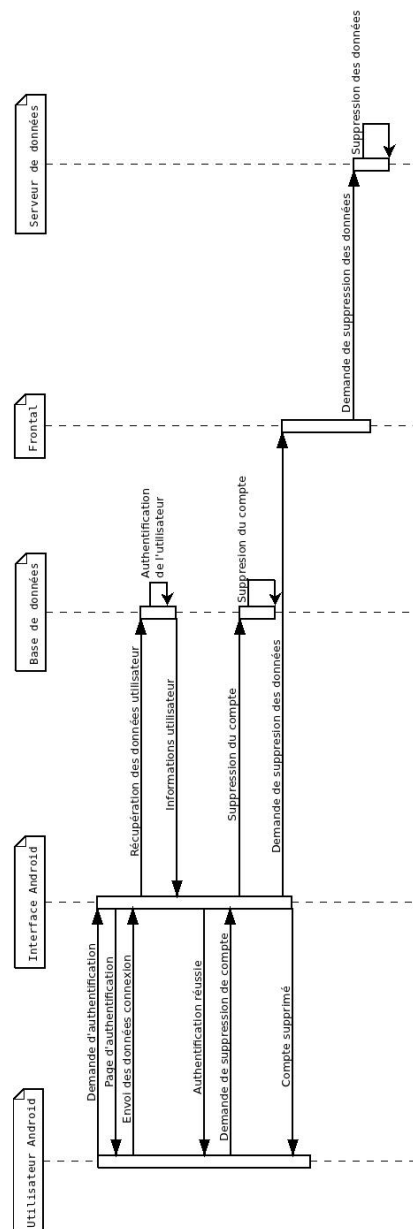 Utilisateur Android
Interface Android
Base de données
Frontal
Serveur de données
Demande d'authentification
Page d'authentification
Envoi des données connexion
Récupération des données utilisateur
Authentification
de l'utilisateur
Informations utilisateur
Authentification réussie
Demande de suppression de compte
Suppression du compte
Suppresion du compte
Demande de suppresion des données
Demande de suppression des données
Suppression des données
Compte supprimé